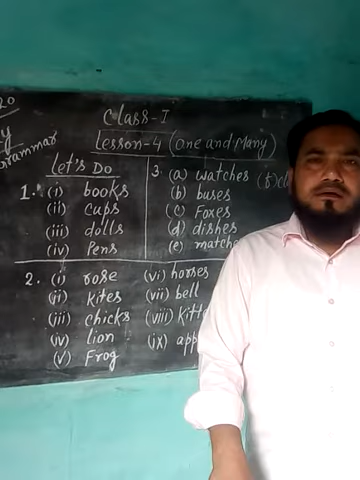 Class-I
Grammar
Lesson-4 (One and Many)
Let's Do
1. (i) books
(ii) cups
(iii) dolls
(iv) Pens
3. (a) watches
(b) buses
(c) Foxes
(d) dishes
(e) matche
(f)
2. (i) rose
(ii) kites
(iii) chicks
(iv) lion
(v) Frog
(vi) horses
(vii) bell
(viii) kitt
(ix) app